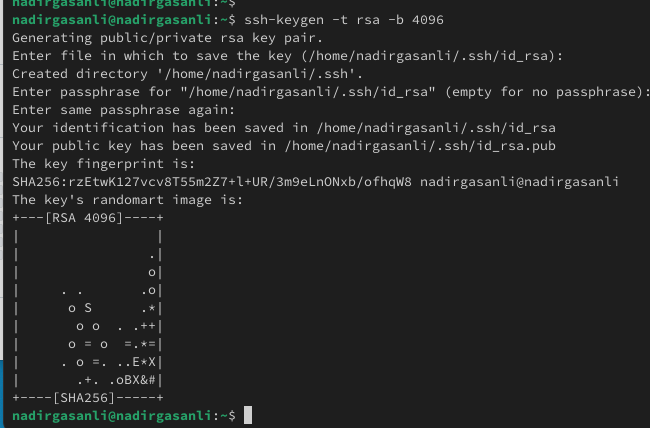 nadirgasanli@nadirgasanli:~$
nadirgasanli@nadirgasanli:~$ ssh-keygen -t rsa -b 4096
Generating public/private rsa key pair.
Enter file in which to save the key (/home/nadirgasanli/.ssh/id_rsa):
Created directory '/home/nadirgasanli/.ssh'.
Enter passphrase for "/home/nadirgasanli/.ssh/id_rsa" (empty for no passphrase):
Enter same passphrase again:
Your identification has been saved in /home/nadirgasanli/.ssh/id_rsa
Your public key has been saved in /home/nadirgasanli/.ssh/id_rsa.pub
The key fingerprint is:
SHA256:rzEtwK127vcv8T55m2Z7+l+UR/3m9eLnONxb/ofhqW8 nadirgasanli@nadirgasanli
The key's randomart image is:
+---[RSA 4096]----+
|                 |
|                .|
|                o|
|     . .       .o|
|      o S      .*|
|       o o  . .++|
|      o = o  =.*=|
|     . o =. ..E*X|
|       .+. .oBX&#|
+----[SHA256]-----+
nadirgasanli@nadirgasanli:~$